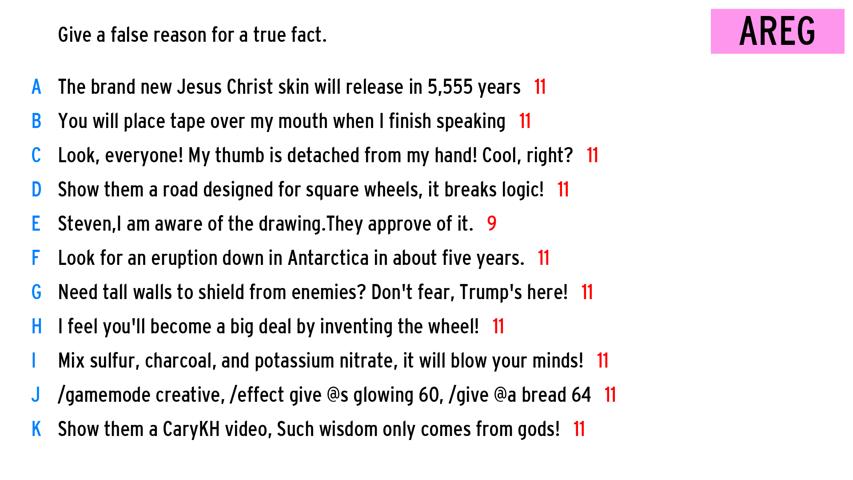 Give a false reason for a true fact.
AREG
A The brand new Jesus Christ skin will release in 5,555 years 11
B You will place tape over my mouth when I finish speaking 11
C Look, everyone! My thumb is detached from my hand! Cool, right? 11
D Show them a road designed for square wheels, it breaks logic! 11
E Steven,I am aware of the drawing.They approve of it. 9
F Look for an eruption down in Antarctica in about five years. 11
G Need tall walls to shield from enemies? Don't fear, Trump's here! 11
H I feel you'll become a big deal by inventing the wheel! 11
I Mix sulfur, charcoal, and potassium nitrate, it will blow your minds! 11
J /gamemode creative, /effect give @s glowing 60, /give @a bread 64 11
K Show them a CaryKH video, Such wisdom only comes from gods! 11